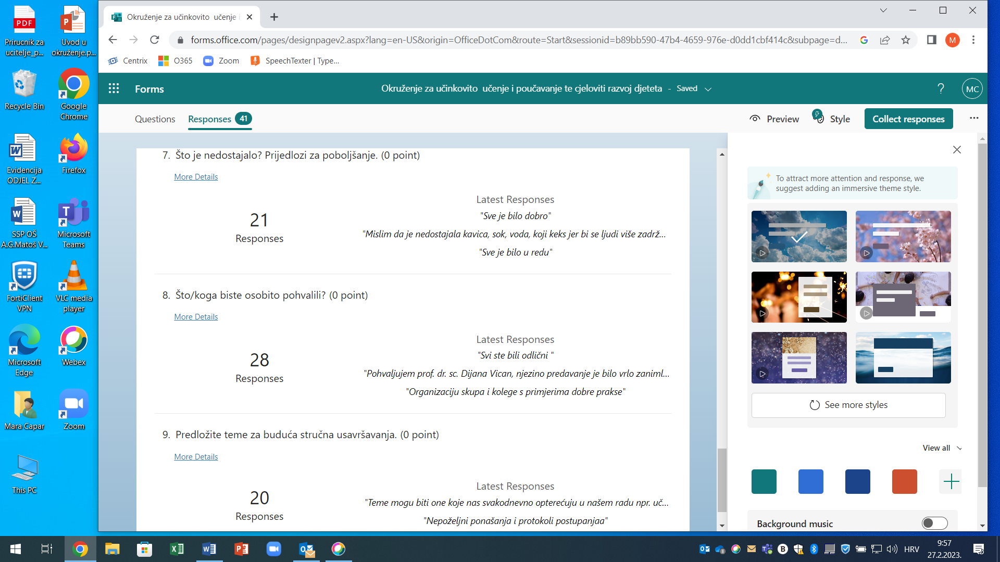 Prirucnik za
ucitelje_p...
Uvod u
okruženje.p...
Recycle Bin
Google
Chrome
Evidencija
ODJEL Z...
Firefox
SSP OŠ
A.G.Matoš V...
Microsoft
Teams
FortiClient
VPN
VLC media
player
Microsoft
Edge
Webex
Mara Capar
Zoom
This PC
Okruženje za učinkovito  učenje i
forms.office.com/pages/designpagev2.aspx?lang=en-US&origin=OfficeDotCom&route=Start&sessionid=b89bb590-47b4-4659-976e-d0dd1cbf414c&subpage=d...
M
Centrix
O365
Zoom
SpeechTexter | Type...
Forms
Okruženje za učinkovito  učenje i poučavanje te cjeloviti razvoj djeteta - Saved
?
MC
Questions
Responses 41
Preview
Style
Collect responses
...
7. Što je nedostajalo? Prijedlozi za poboljšanje. (0 point)
More Details
21
Responses
Latest Responses
"Sve je bilo dobro"
"Mislim da je nedostajala kavica, sok, voda, koji keks jer bi se ljudi više zadrž...
"Sve je bilo u redu"
8. Što/koga biste osobito pohvalili? (0 point)
More Details
28
Responses
Latest Responses
"Svi ste bili odlični "
"Pohvaljujem prof. dr. sc. Dijana Vican, njezino predavanje je bilo vrlo zaniml...
"Organizaciju skupa i kolege s primjerima dobre prakse"
9. Predložite teme za buduća stručna usavršavanja. (0 point)
More Details
20
Responses
Latest Responses
"Teme mogu biti one koje nas svakodnevno opterećuju u našem radu npr. uč...
"Nepoželjni ponašanja i protokoli postupanjaa"
To attract more attention and response, we
suggest adding an immersive theme style.
See more styles
View all
Background music
HRV
9:57
27.2.2023.